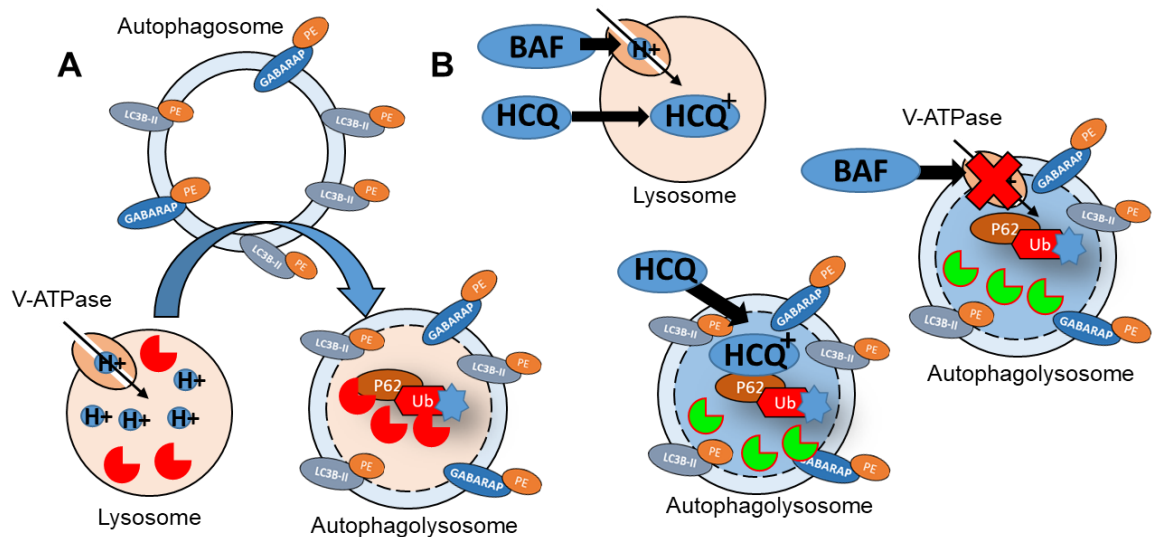 A
Autophagosome
PE
GABARAP
LC3B-II
PE
LC3B-II
PE
GABARAP
PE
LC3B-II
PE
LC3B-II
PE
V-ATPase
H+
H+
H+
H+
H+
Lysosome
LC3B-II
PE
GABARAP
PE
LC3B-II
PE
P62
Ub
LC3B-II
PE
GABARAP
PE
Autophagolysosome
B
BAF
H+
HCQ
HCQ+
Lysosome
HCQ
LC3B-II
PE
GABARAP
PE
HCQ+
LC3B-II
PE
P62
Ub
LC3B-II
PE
GABARAP
PE
Autophagolysosome
V-ATPase
BAF
GABARAP
PE
LC3B-II
PE
P62
Ub
LC3B-II
PE
GABARAP
PE
Autophagolysosome